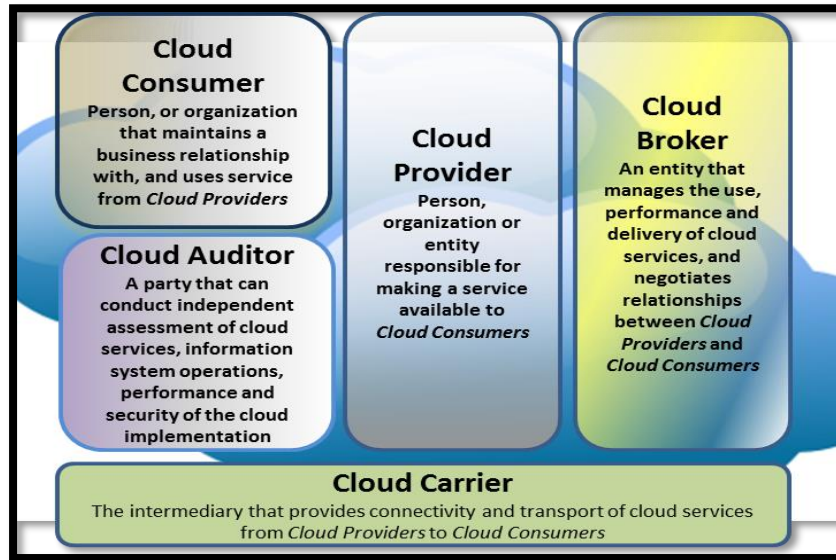 Cloud
Consumer
Person, or organization
that maintains a
business relationship
with, and uses service
from Cloud Providers
Cloud Auditor
A party that can
conduct independent
assessment of cloud
services, information
system operations,
performance and
security of the cloud
implementation
Cloud
Provider
Person,
organization or
entity
responsible for
making a service
available to
Cloud Consumers
Cloud
Broker
An entity that
manages the use,
performance and
delivery of cloud
services, and
negotiates
relationships
between Cloud
Providers and
Cloud Consumers
Cloud Carrier
The intermediary that provides connectivity and transport of cloud services
from Cloud Providers to Cloud Consumers